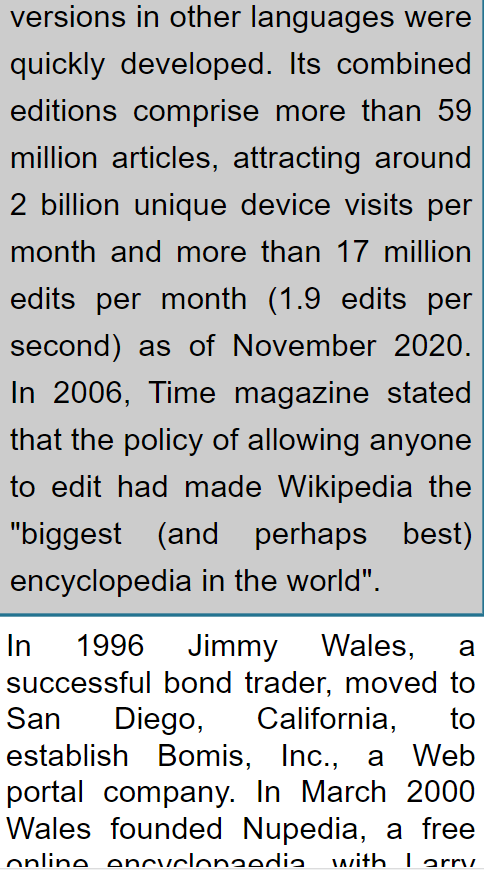 versions in other languages were
quickly developed. Its combined
editions comprise more than 59
million articles, attracting around
2 billion unique device visits per
month and more than 17 million
edits per month (1.9 edits per
second) as of November 2020.
In 2006, Time magazine stated
that the policy of allowing anyone
to edit had made Wikipedia the
"biggest (and perhaps best)
encyclopedia in the world".
In 1996 Jimmy Wales, a
successful bond trader, moved to
San Diego, California, to
establish Bomis, Inc., a Web
portal company. In March 2000
Wales founded Nupedia, a free
online encyclopaedia, with Larry